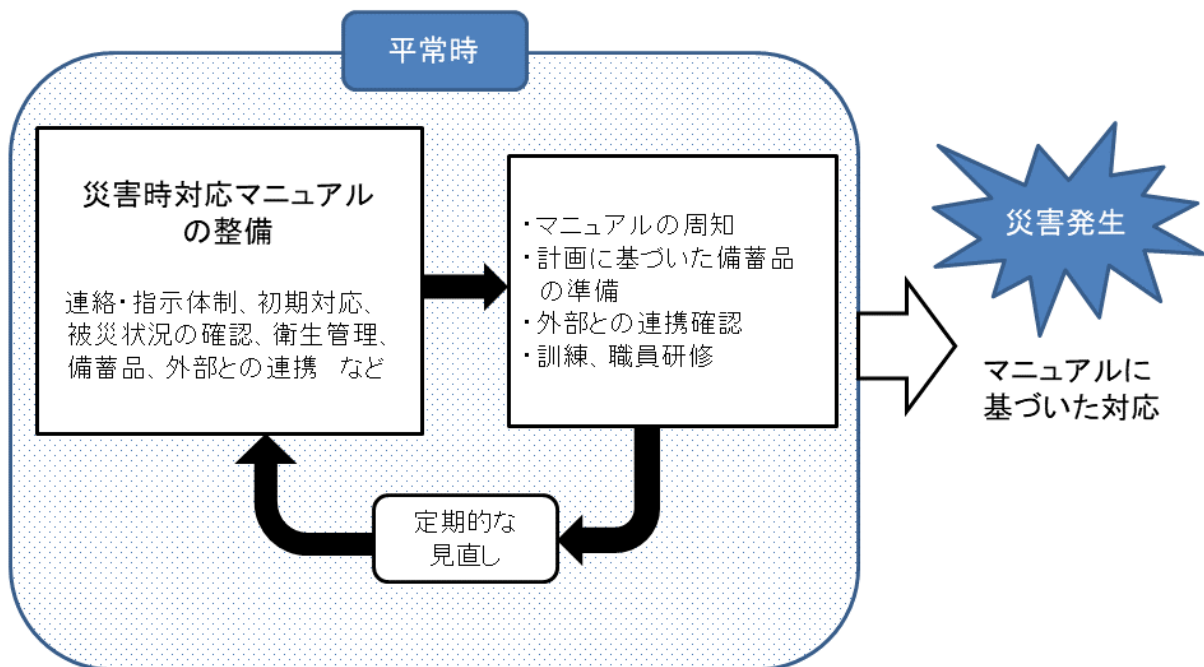 平常時
災害時対応マニュアル
の整備
連絡・指示体制、初期対応、
被災状況の確認、衛生管理、
備蓄品、外部との連携　など
・マニュアルの周知
・計画に基づいた備蓄品
の準備
・外部との連携確認
・訓練、職員研修
定期的な
見直し
災害発生
マニュアルに
基づいた対応